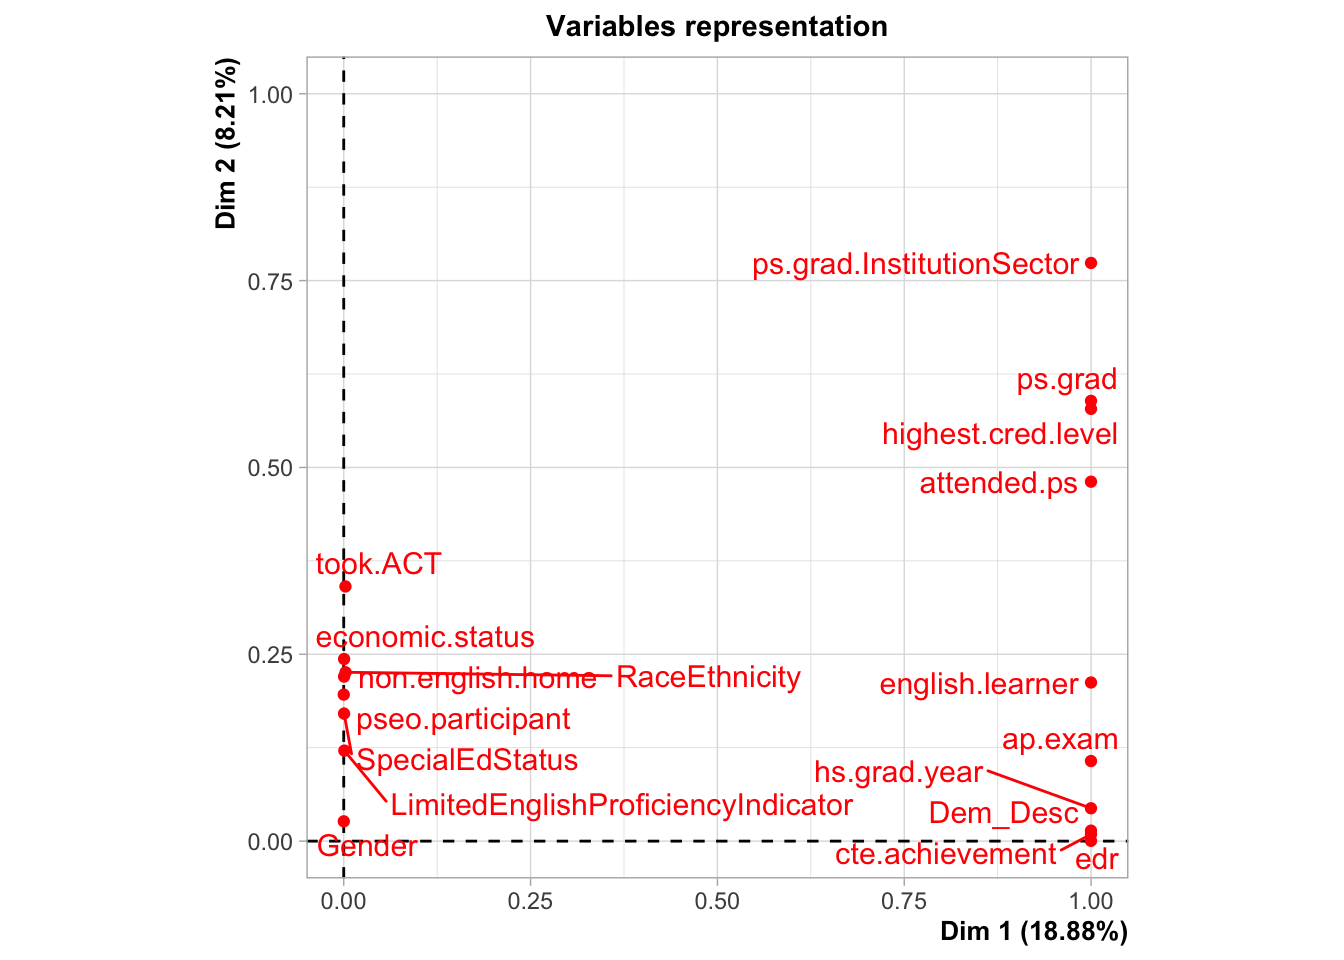 Variables representation
Dim 2 (8.21%)
1.00
0.75
0.50
0.25
0.00
ps.grad.InstitutionSector
ps.grad
highest.cred.level
attended.ps
took.ACT
economic.status
non.english.home
RaceEthnicity
english.learner
pseo.participant
ap.exam
SpecialEdStatus
hs.grad.year
LimitedEnglishProficiencyIndicator
Dem_Desc
Gender
cte.achievement
edr
0.00 0.25 0.50 0.75 1.00
Dim 1 (18.88%)